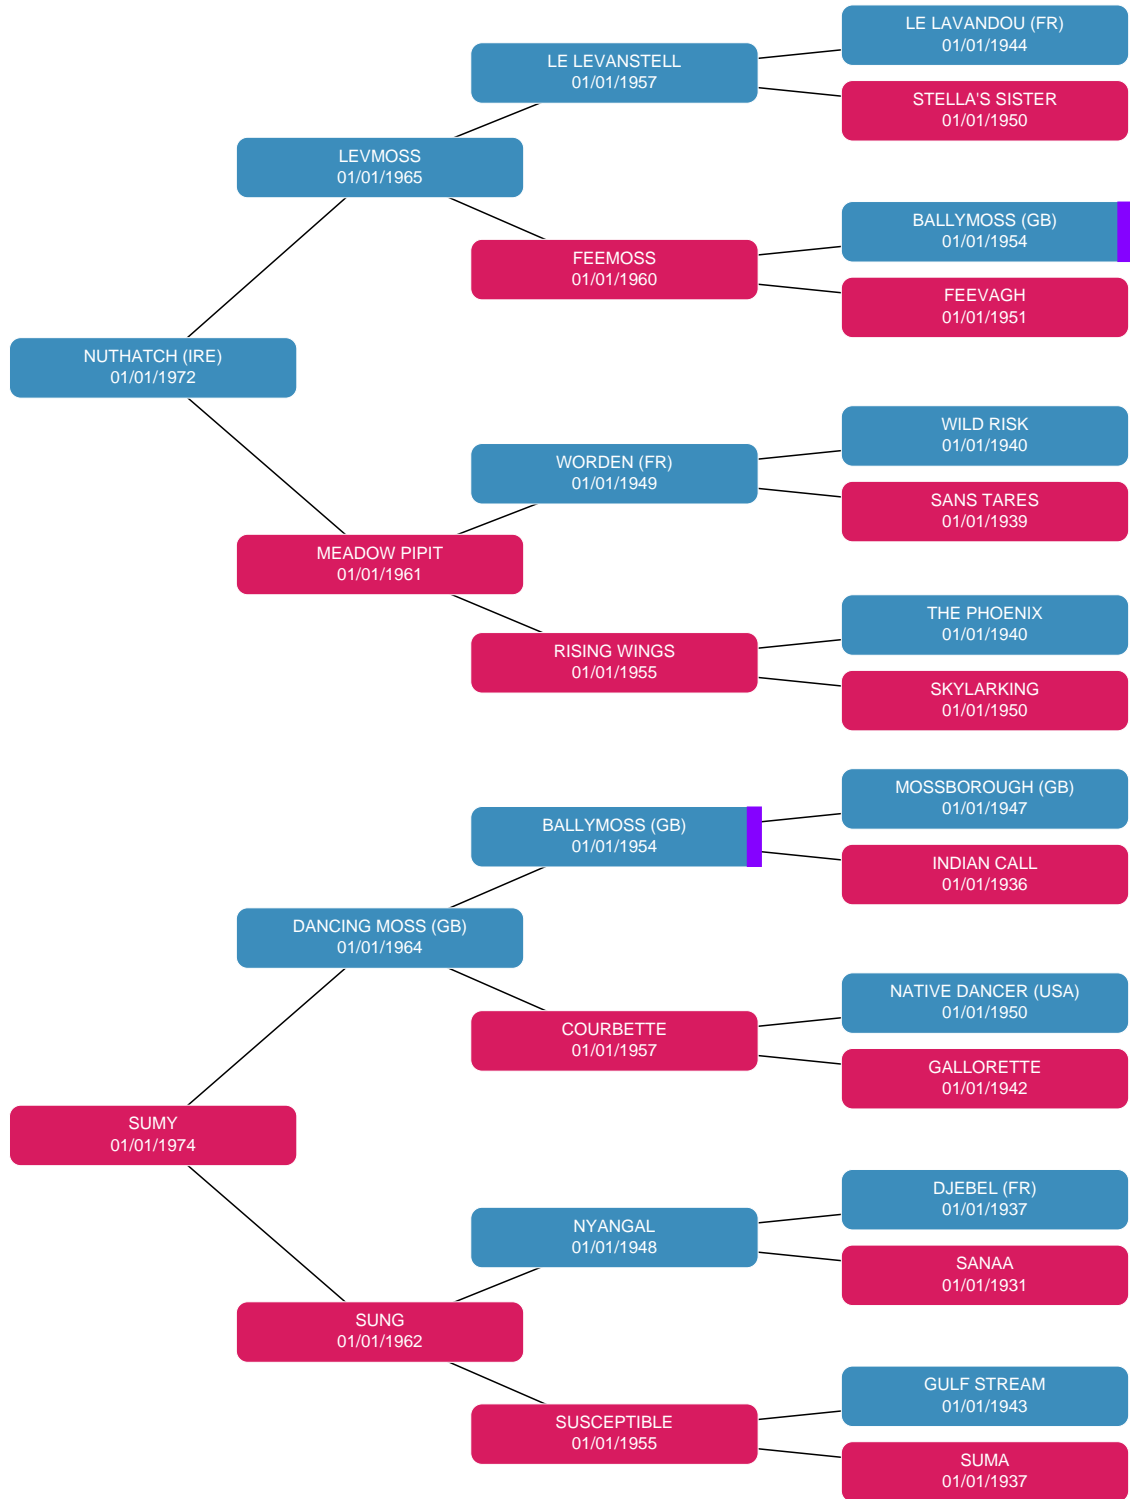 LE LAVANDOU (FR)
01/01/1944
LE LEVANSTELL
01/01/1957
STELLA'S SISTER
01/01/1950
LEVMOSS
01/01/1965
BALLYMOSS (GB)
01/01/1954
FEEMOSS
01/01/1960
FEEVAGH
01/01/1951
NUTHATCH (IRE)
01/01/1972
WILD RISK
01/01/1940
WORDEN (FR)
01/01/1949
SANS TARES
01/01/1939
MEADOW PIPIT
01/01/1961
THE PHOENIX
01/01/1940
RISING WINGS
01/01/1955
SKYLARKING
01/01/1950
MOSSBOROUGH (GB)
01/01/1947
BALLYMOSS (GB)
01/01/1954
INDIAN CALL
01/01/1936
DANCING MOSS (GB)
01/01/1964
NATIVE DANCER (USA)
01/01/1950
COURBETTE
01/01/1957
GALLORETTE
01/01/1942
SUMY
01/01/1974
DJEBEL (FR)
01/01/1937
NYANGAL
01/01/1948
SANAA
01/01/1931
SUNG
01/01/1962
GULF STREAM
01/01/1943
SUSCEPTIBLE
01/01/1955
SUMA
01/01/1937